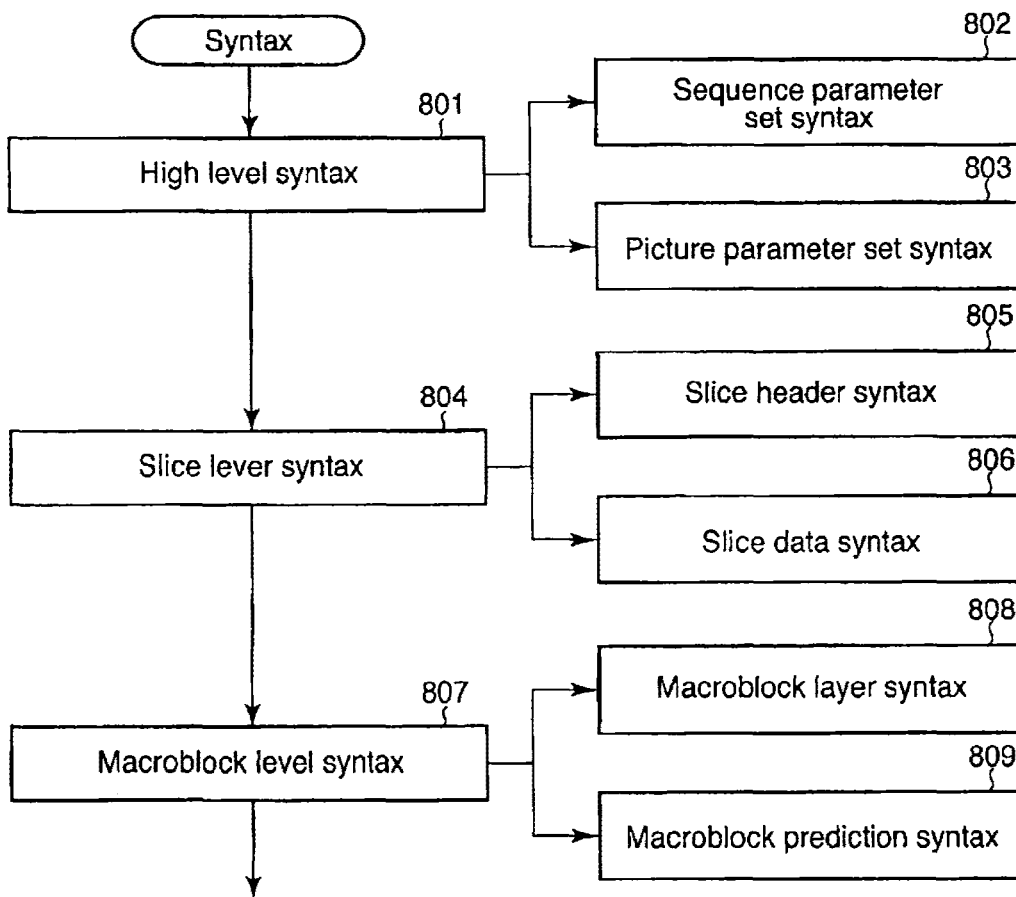 Syntax
801
High level syntax
802
Sequence parameter
set syntax
803
Picture parameter set syntax
804
Slice lever syntax
805
Slice header syntax
806
Slice data syntax
807
Macroblock level syntax
808
Macroblock layer syntax
809
Macroblock prediction syntax